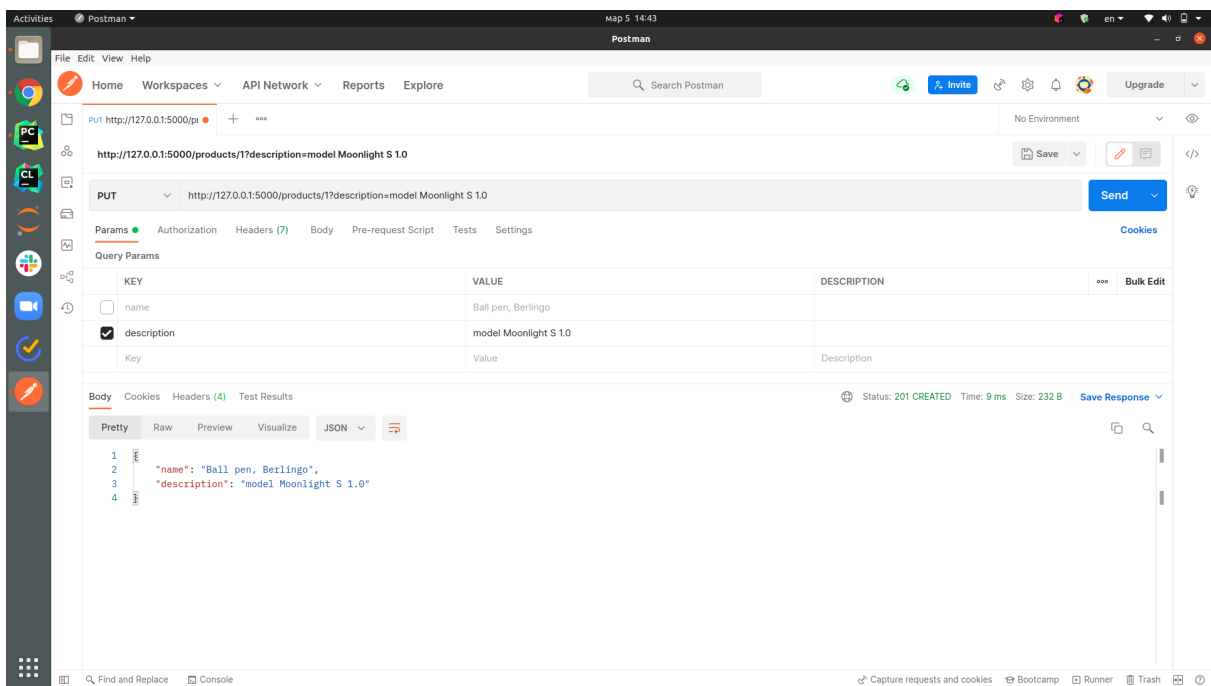 Activities Postman мар 5 14:43 en
Postman
File Edit View Help
Home Workspaces API Network Reports Explore Search Postman Invite Upgrade
PUT http://127.0.0.1:5000/pr No Environment
http://127.0.0.1:5000/products/1?description=model Moonlight S 1.0 Save
PUT http://127.0.0.1:5000/products/1?description=model Moonlight S 1.0 Send
Params Authorization Headers (7) Body Pre-request Script Tests Settings Cookies
Query Params
KEY VALUE DESCRIPTION Bulk Edit
name Ball pen, Berlingo
description model Moonlight S 1.0
Key Value Description
Body Cookies Headers (4) Test Results Status: 201 CREATED Time: 9 ms Size: 232 B Save Response
Pretty Raw Preview Visualize JSON
1 {
2 "name": "Ball pen, Berlingo",
3 "description": "model Moonlight S 1.0"
4 }
Find and Replace Console Capture requests and cookies Bootcamp Runner Trash
PC
CL